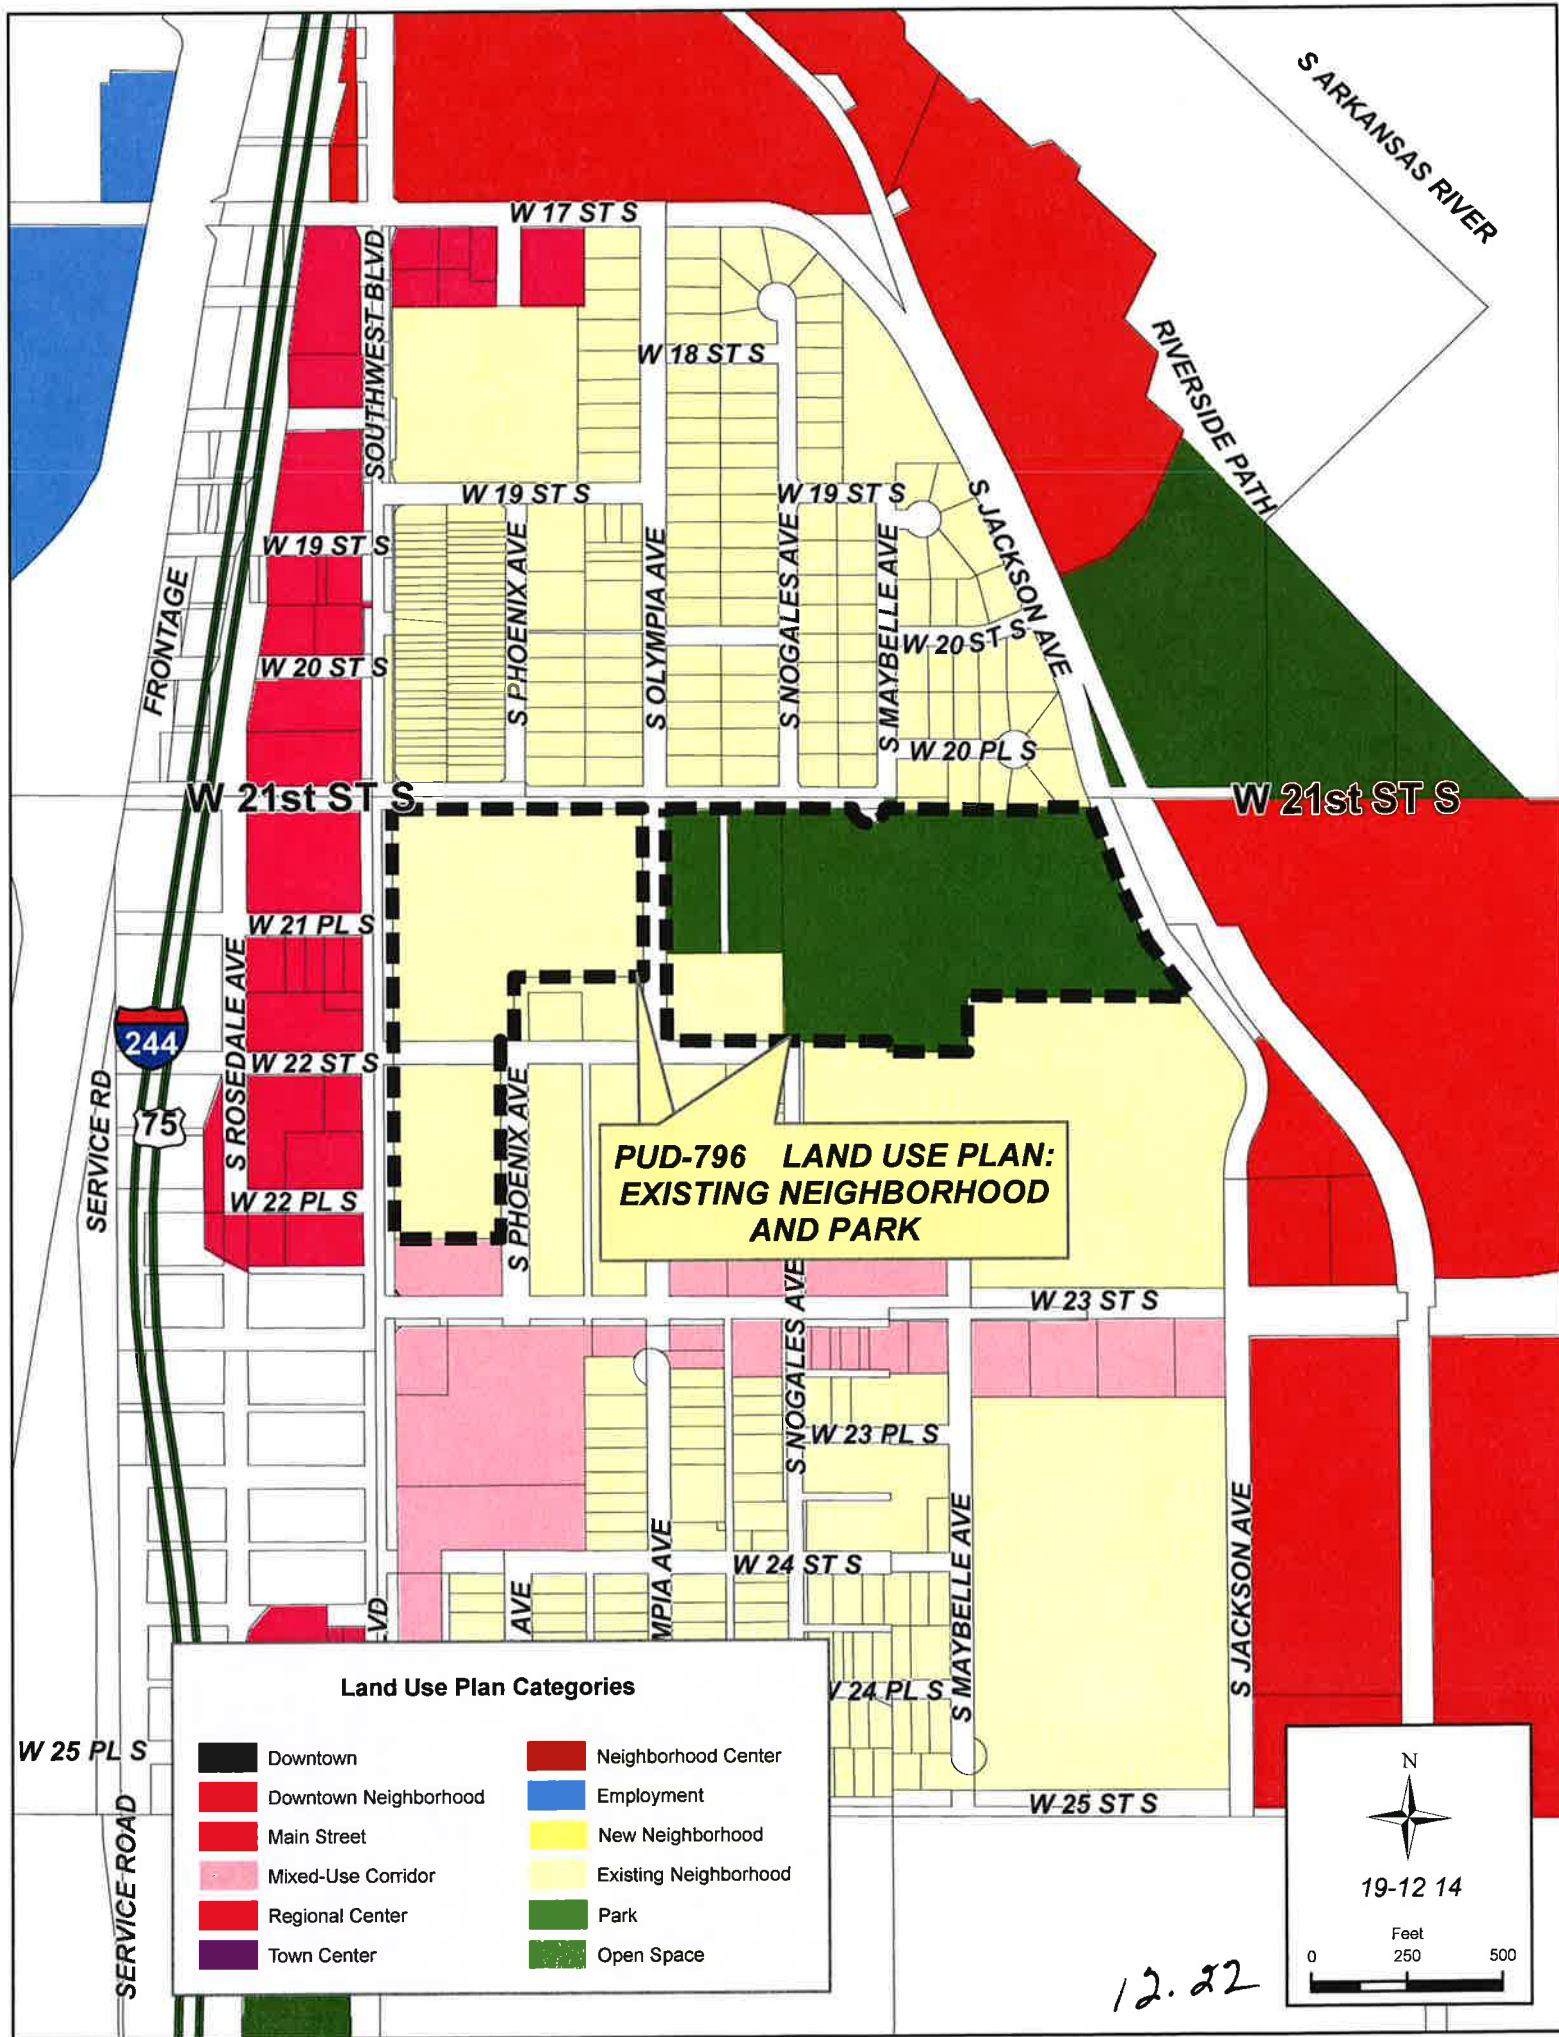 S ARKANSAS RIVER
W 17 ST S
SOUTHWEST BLVD
W 18 ST S
RIVERSIDE PATH
W 19 ST S
W 19 ST S
S JACKSON AVE
W 19 ST S
S PHOENIX AVE
S OLYMPIA AVE
S NOGALES AVE
S MAYBELLE AVE
FRONTAGE
W 20 ST S
W 20 ST S
W 20 PL S
W 21st ST S
W 21st ST S
W 21 PL S
S ROSEDALE AVE
244
W 22 ST S
SERVICE RD
75
S PHOENIX AVE
PUD-796 LAND USE PLAN:
EXISTING NEIGHBORHOOD
AND PARK
W 22 PL S
S NOGALES AVE
W 23 ST S
W 23 PL S
S MAYBELLE AVE
S JACKSON AVE
W 24 ST S
VD
AVE
MPIA AVE
24 PL S
W 25 PL S
W 25 ST S
SERVICE ROAD
Land Use Plan Categories
Downtown
Downtown Neighborhood
Main Street
Mixed-Use Corridor
Regional Center
Town Center
Neighborhood Center
Employment
New Neighborhood
Existing Neighborhood
Park
Open Space
N
19-12 14
Feet
0 250 500
12.22